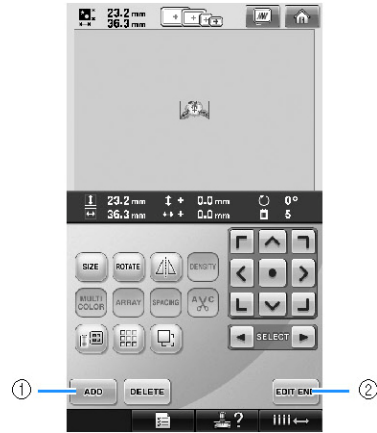 23.2 mm
36.3 mm
23.2 mm + 0.0 mm 0°
36.3 mm + 0.0 mm 5
SIZE ROTATE DENSITY
MULTI COLOR ARRAY SPACING A C
SELECT
① ADD DELETE EDIT END ②
?